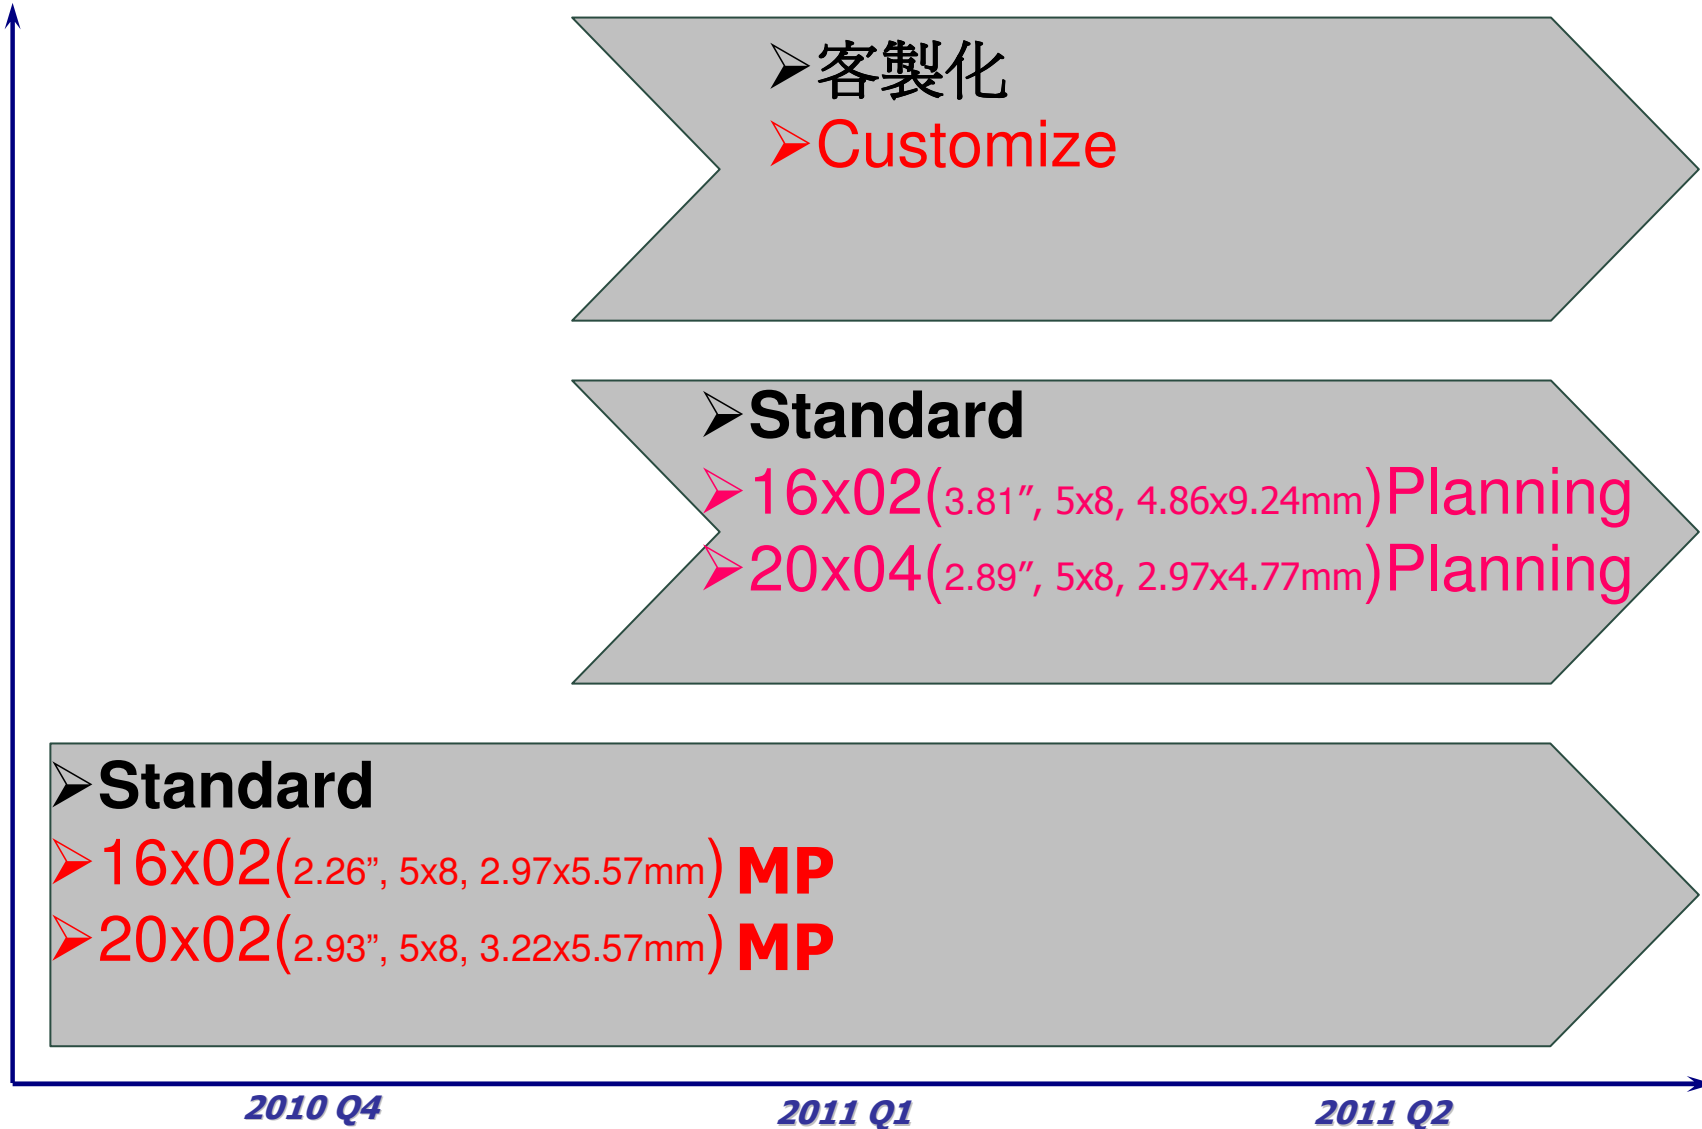 ➢客製化
➢Customize
➢Standard
➢16x02(3.81″, 5x8, 4.86x9.24mm)Planning
➢20x04(2.89″, 5x8, 2.97x4.77mm)Planning
➢Standard
➢16x02(2.26”, 5x8, 2.97x5.57mm) MP
➢20x02(2.93”, 5x8, 3.22x5.57mm) MP
2010 Q4 2011 Q1 2011 Q2